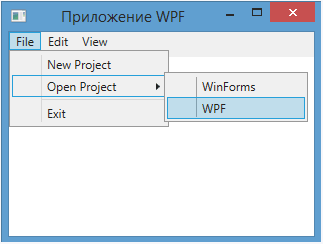 Приложение WPF
File Edit View
New Project
Open Project WinForms
WPF
Exit